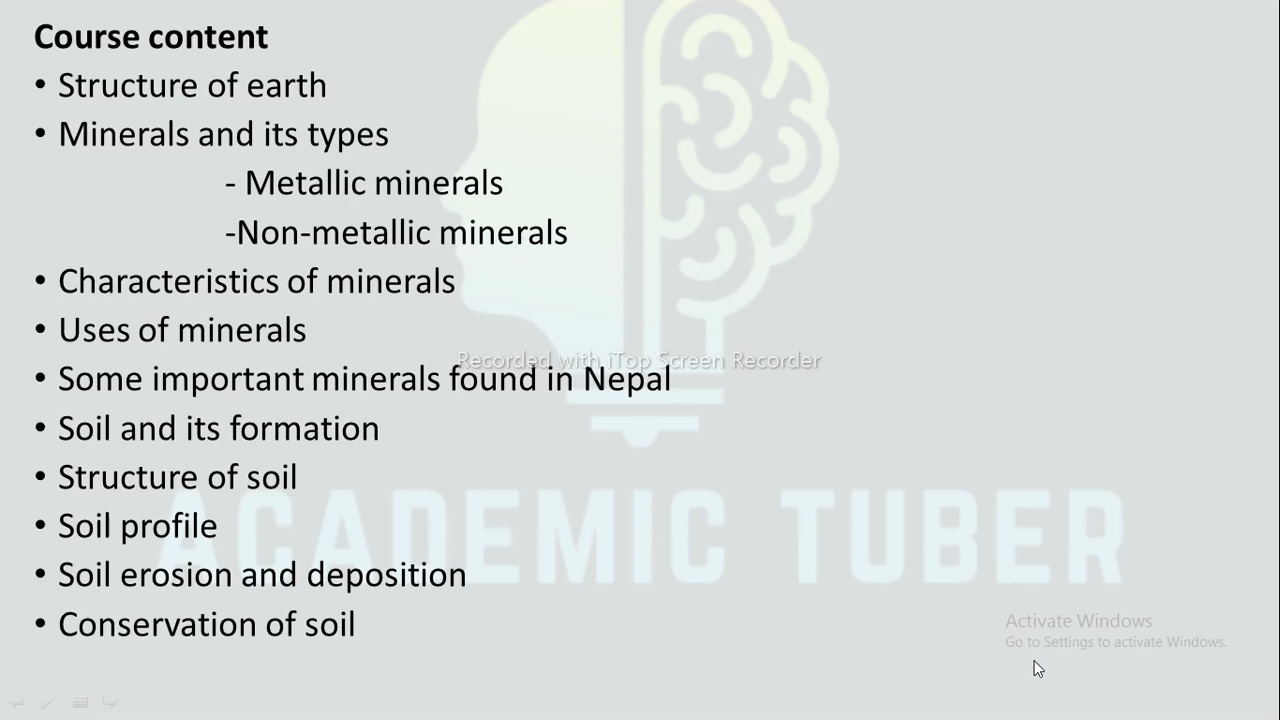 Course content
• Structure of earth
• Minerals and its types
- Metallic minerals
-Non-metallic minerals
• Characteristics of minerals
• Uses of minerals
Recorded with iTop Screen Recorder
• Some important minerals found in Nepal
• Soil and its formation
• Structure of soil
• Soil profile
ACADEMIC TUBER
• Soil erosion and deposition
• Conservation of soil
Activate Windows
Go to Settings to activate Windows.